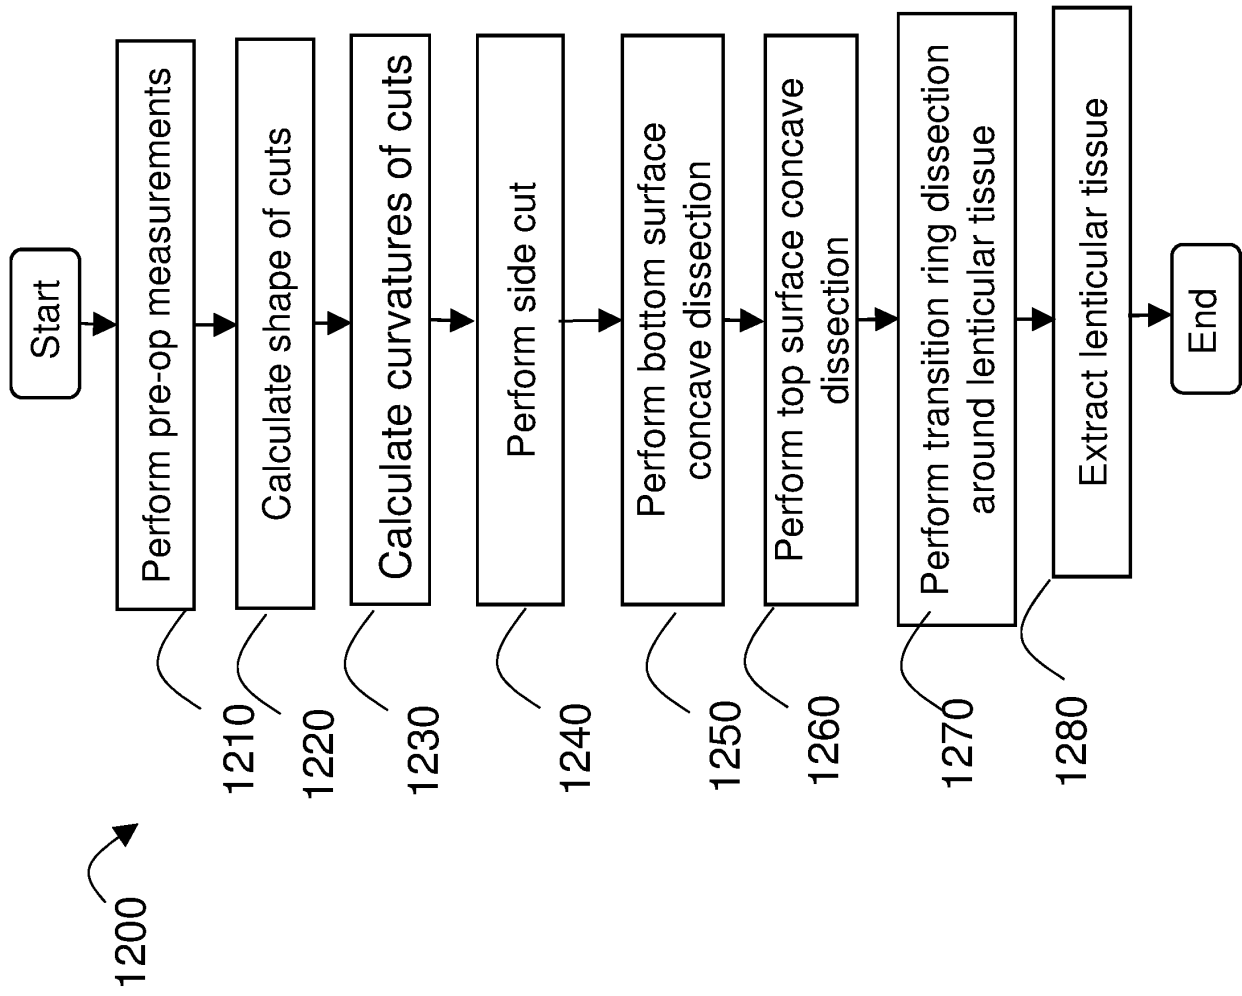 Start
Perform pre-op measurements
1210
Calculate shape of cuts
1220
Calculate curvatures of cuts
1230
Perform side cut
1240
Perform bottom surface
concave dissection
1250
Perform top surface concave
dissection
1260
Perform transition ring dissection
around lenticular tissue
1270
Extract lenticular tissue
1280
End
1200